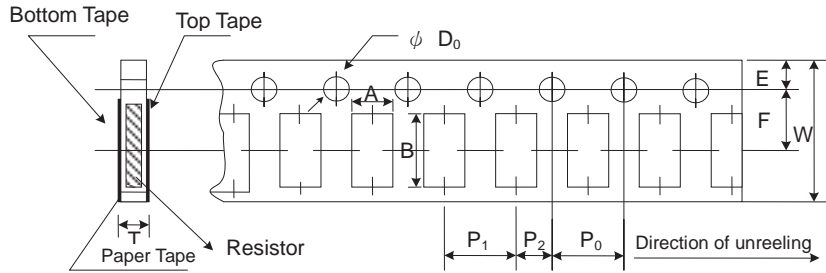 Bottom Tape
Top Tape
ψ D₀
A
B
E
F
W
T
Paper Tape
Resistor
P₁
P₂
P₀
Direction of unreeling